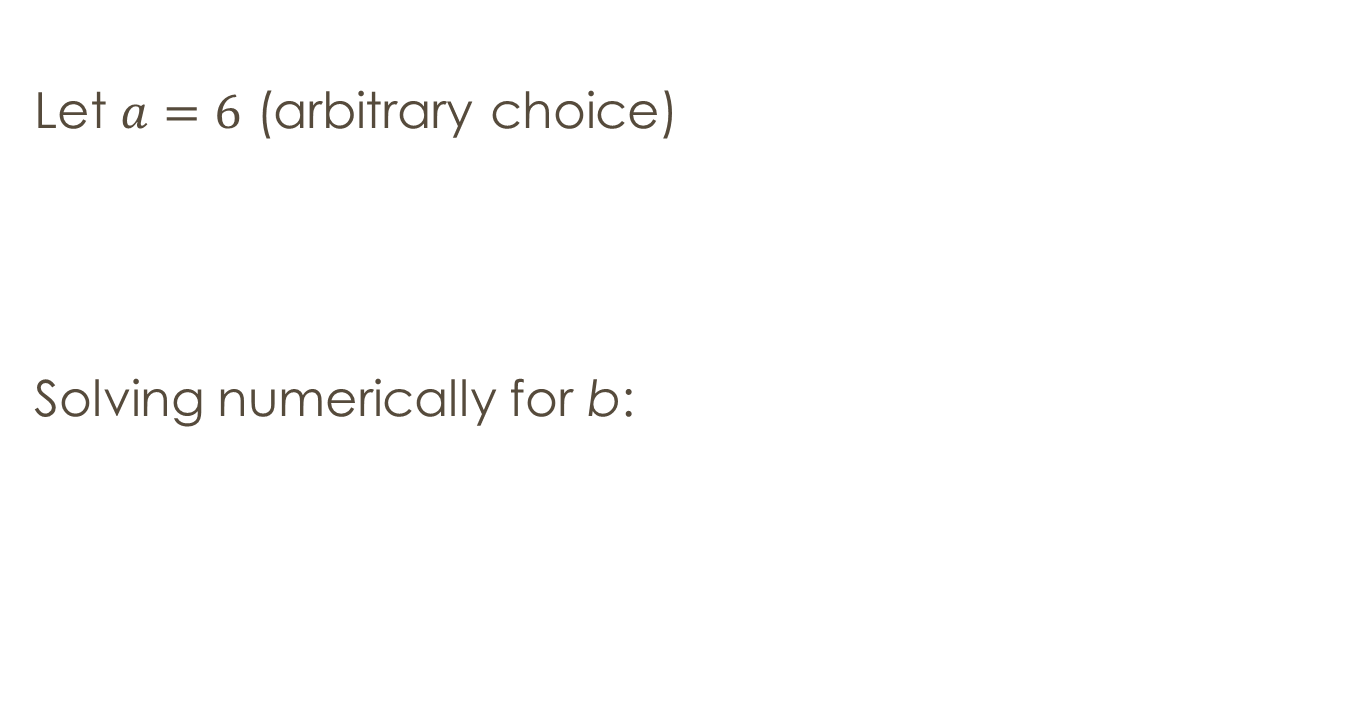 Let a = 6 (arbitrary choice)
Solving numerically for b: